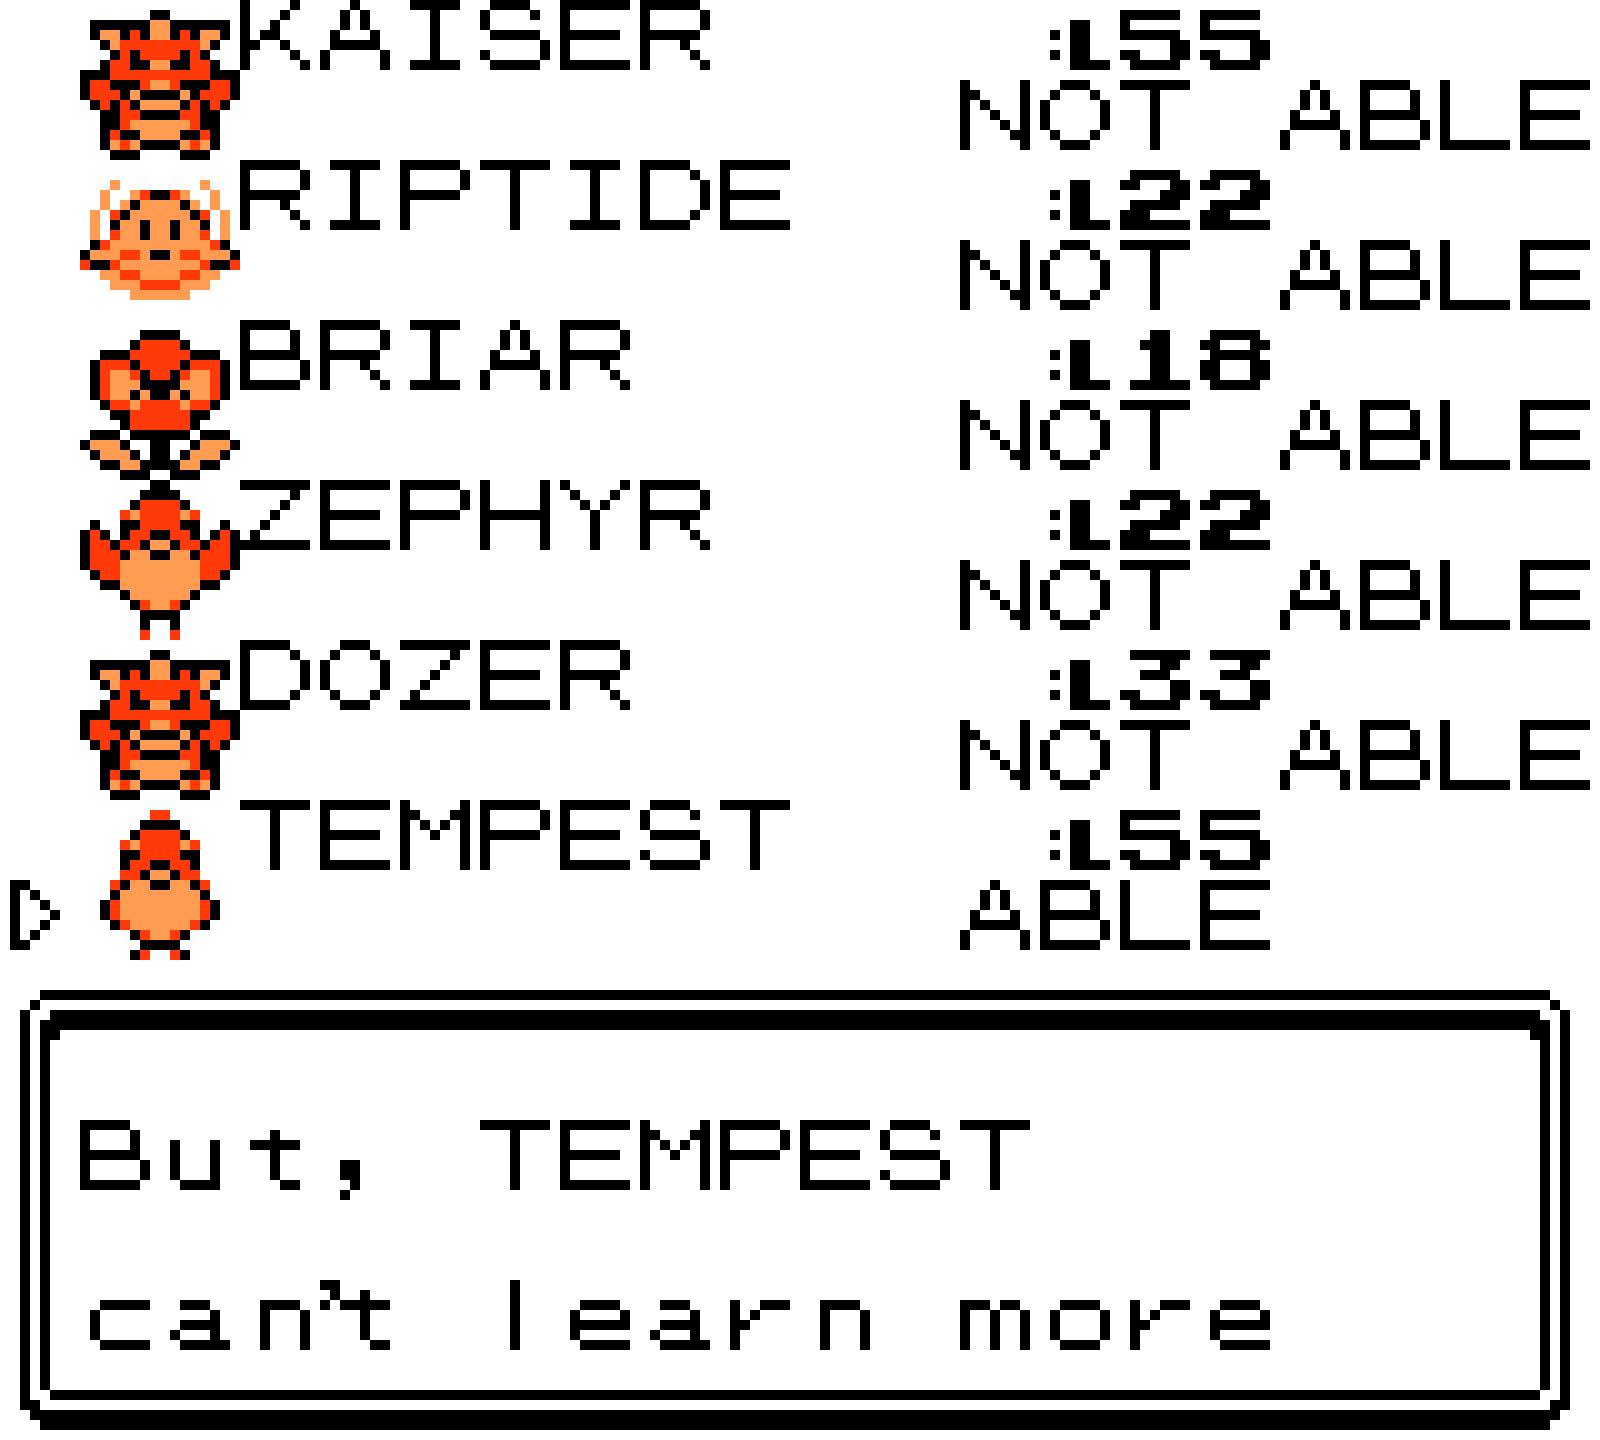 KAISER :L55
NOT ABLE
RIPTIDE :L22
NOT ABLE
BRIAR :L18
NOT ABLE
ZEPHYR :L22
NOT ABLE
DOZER :L33
NOT ABLE
TEMPEST :L55
ABLE
But, TEMPEST
can't learn more